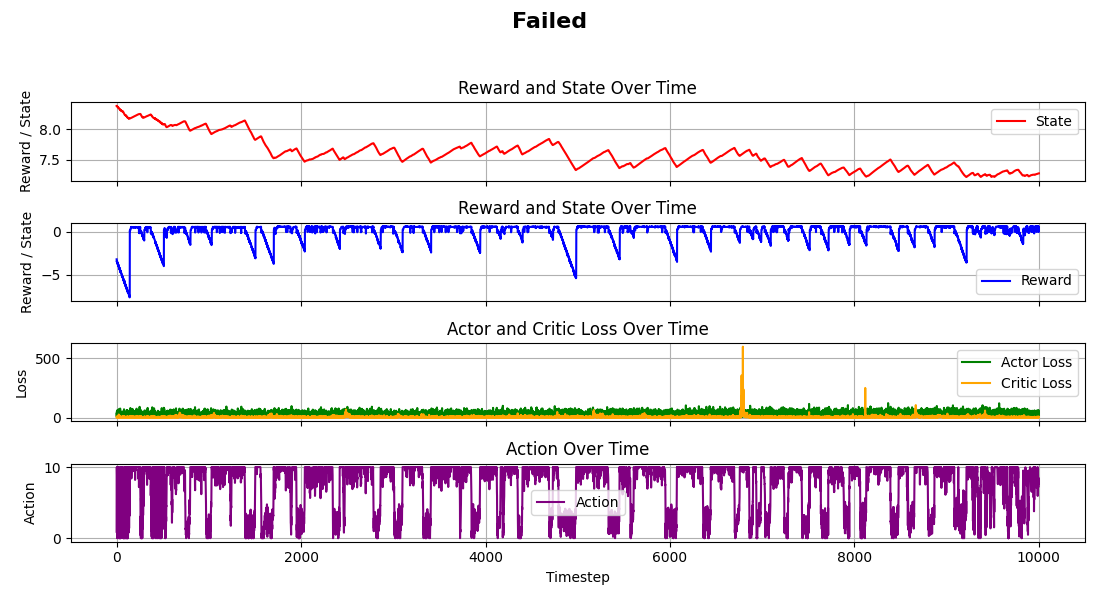 Failed
Reward and State Over Time
Reward / State
8.0
7.5
State
Reward and State Over Time
Reward / State
0
−5
Reward
Actor and Critic Loss Over Time
Loss
500
0
Actor Loss
Critic Loss
Action Over Time
Action
10
0
Action
0 2000 4000 6000 8000 10000
Timestep